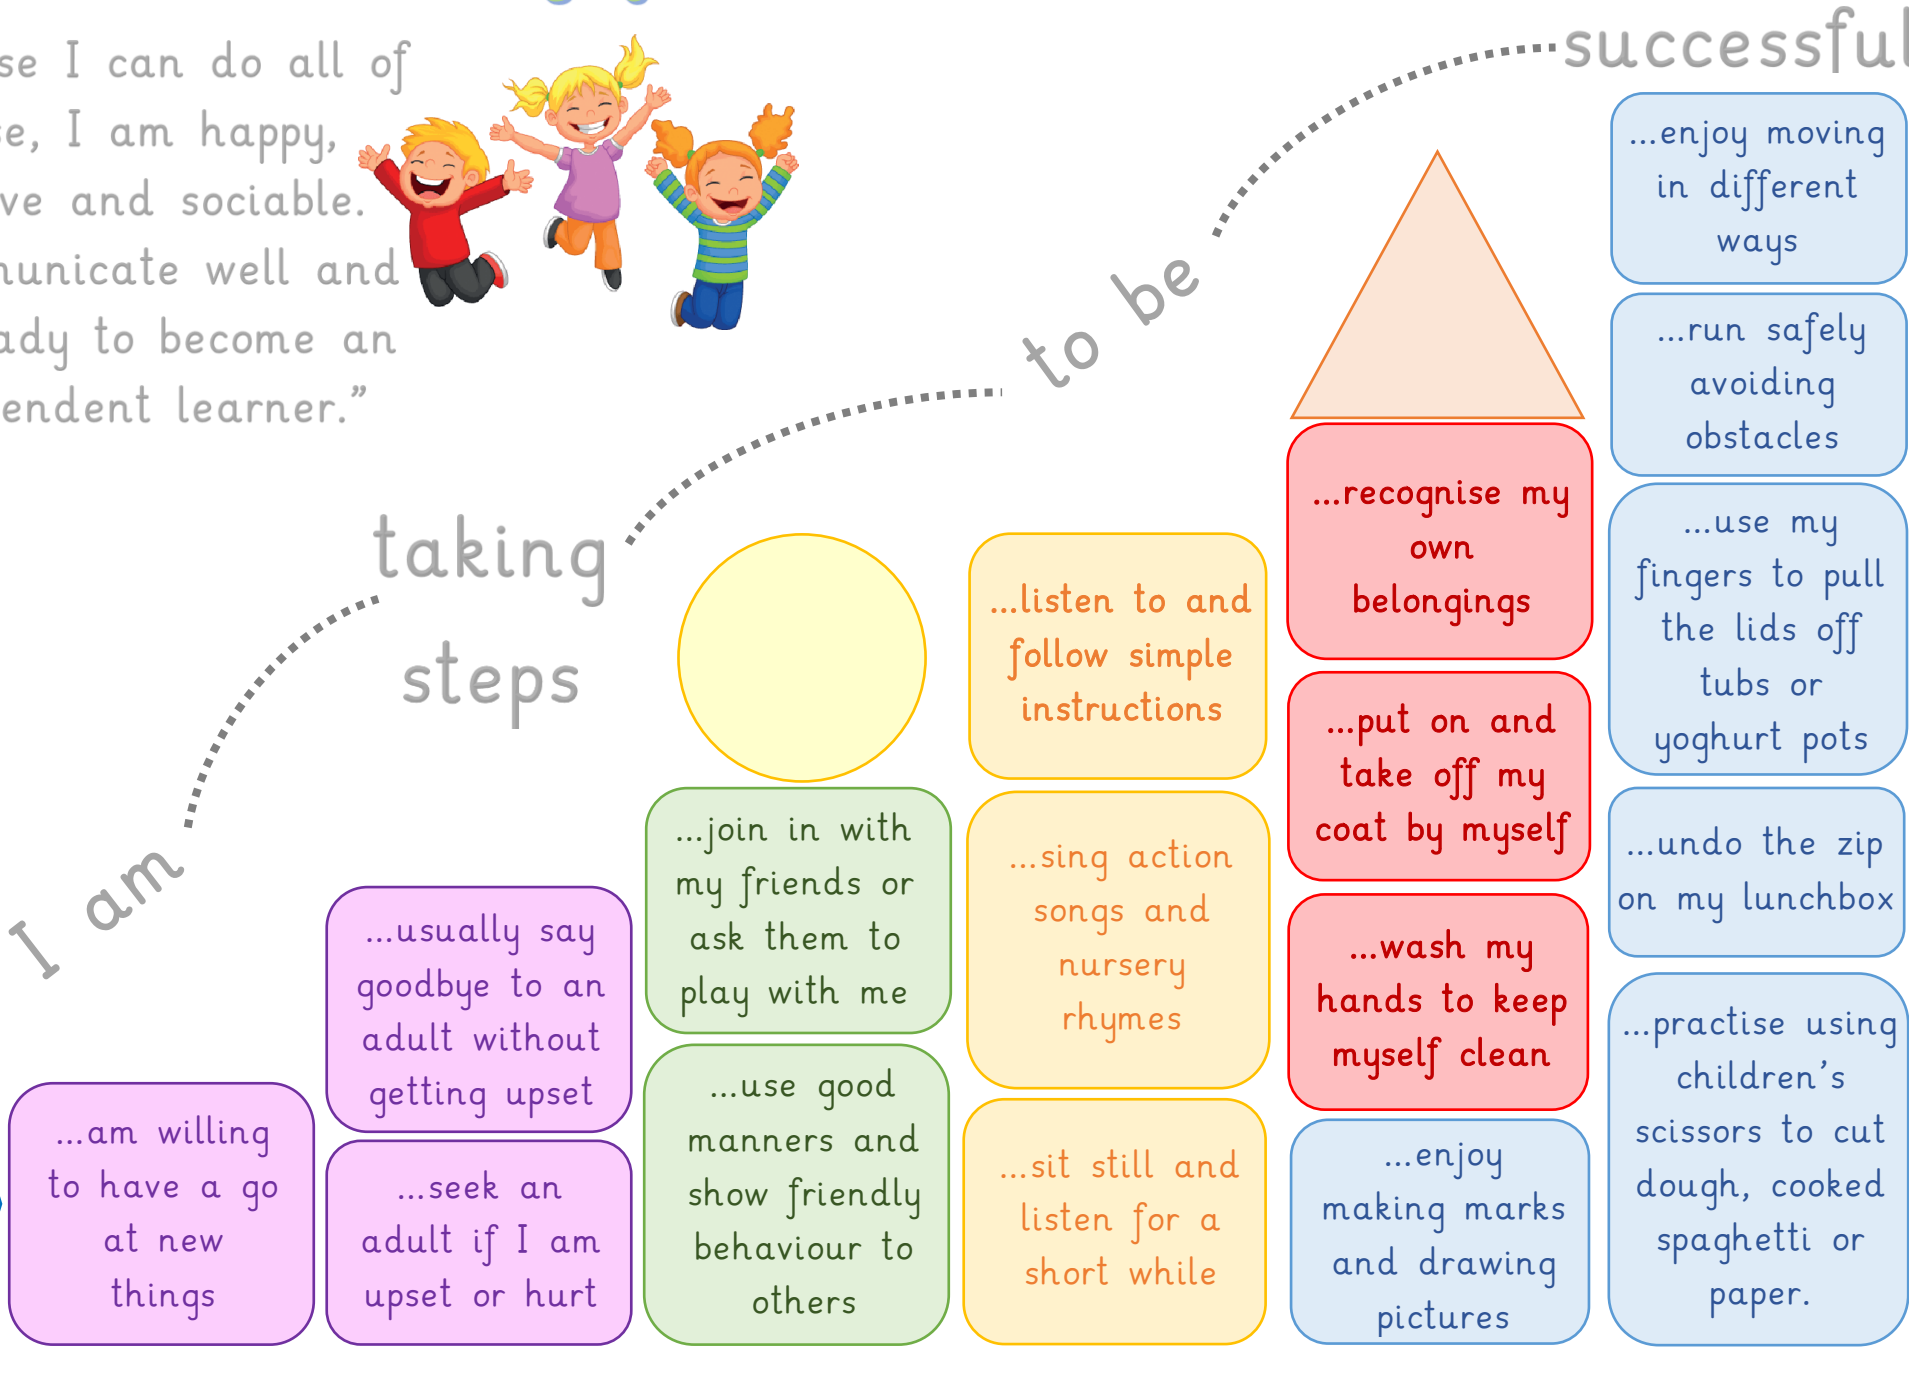 se I can do all of
se, I am happy,
ve and sociable.
unicate well and
ady to become an
endent learner.”
I am
taking
steps
to be
successful
...am willing
to have a go
at new
things
...usually say
goodbye to an
adult without
getting upset
...seek an
adult if I am
upset or hurt
...join in with
my friends or
ask them to
play with me
...use good
manners and
show friendly
behaviour to
others
...listen to and
follow simple
instructions
...sing action
songs and
nursery
rhymes
...sit still and
listen for a
short while
...recognise my
own
belongings
...put on and
take off my
coat by myself
...wash my
hands to keep
myself clean
...enjoy
making marks
and drawing
pictures
...enjoy moving
in different
ways
...run safely
avoiding
obstacles
...use my
fingers to pull
the lids off
tubs or
yoghurt pots
...undo the zip
on my lunchbox
...practise using
children’s
scissors to cut
dough, cooked
spaghetti or
paper.